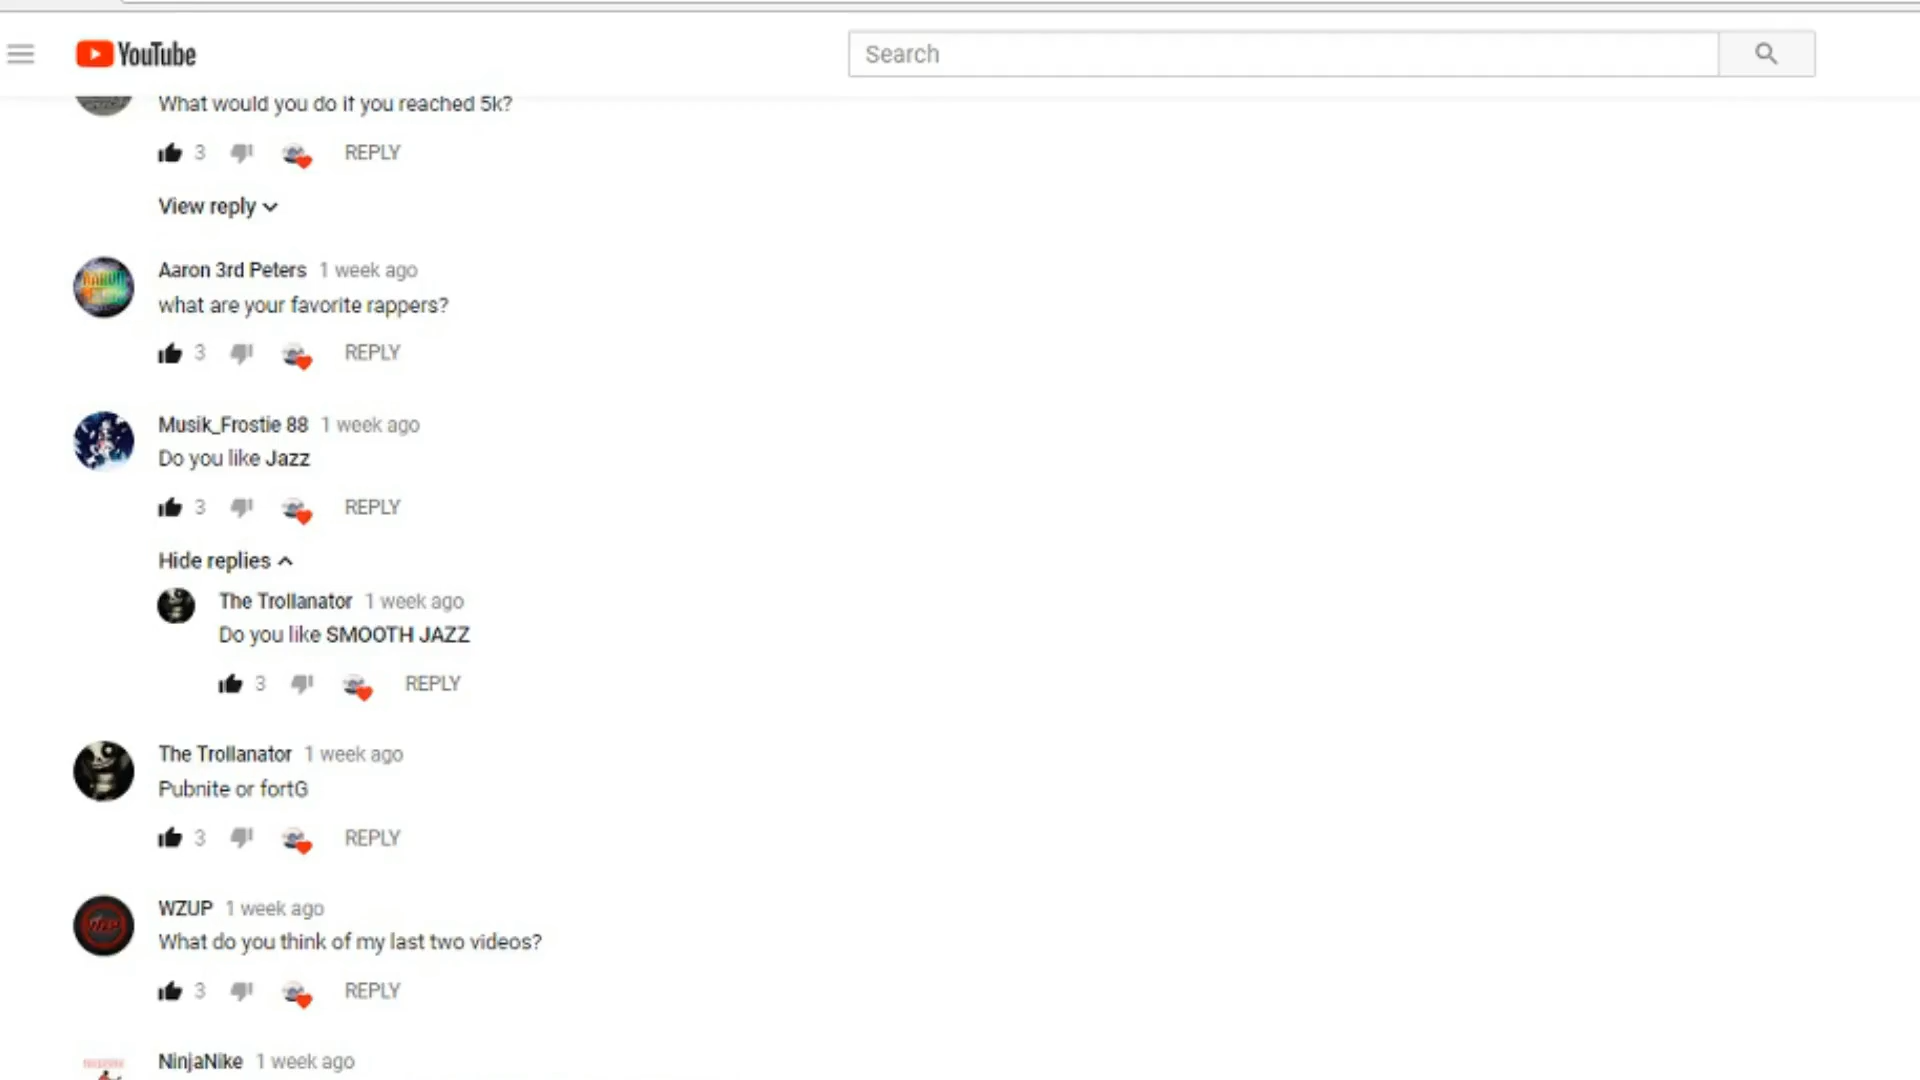 YouTube
Search
What would you do if you reached 5k?
3 REPLY
View reply
Aaron 3rd Peters 1 week ago
what are your favorite rappers?
3 REPLY
Musik_Frostie 88 1 week ago
Do you like Jazz
3 REPLY
Hide replies
The Trollanator 1 week ago
Do you like SMOOTH JAZZ
3 REPLY
The Trollanator 1 week ago
Pubnite or fortG
3 REPLY
WZUP 1 week ago
What do you think of my last two videos?
3 REPLY
NinjaNike 1 week ago